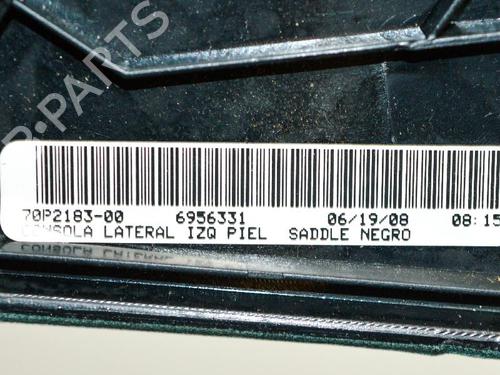 70P2183-00 6956331 06/19/08 08:15
CONSOLA LATERAL IZQ PIEL SADDLE NEGRO
PARTS